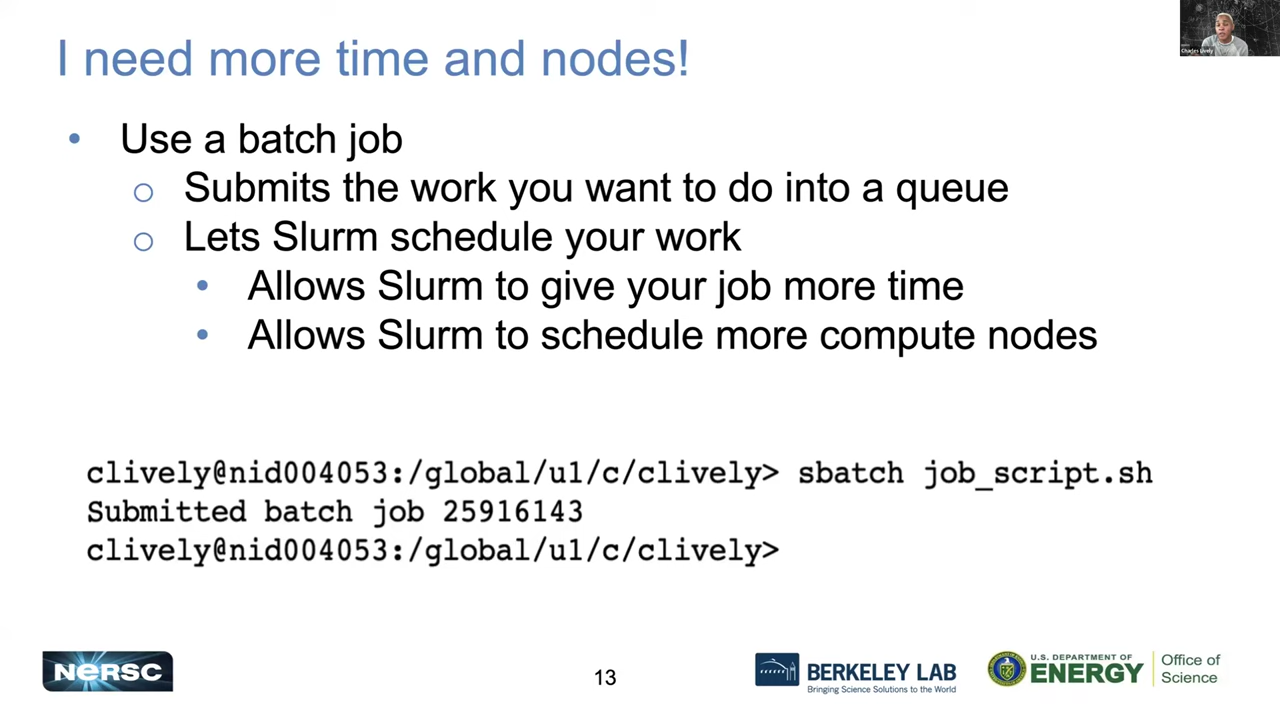 I need more time and nodes!
Charles Lively
• Use a batch job
○ Submits the work you want to do into a queue
○ Lets Slurm schedule your work
• Allows Slurm to give your job more time
• Allows Slurm to schedule more compute nodes
clively@nid004053:/global/u1/c/clively> sbatch job_script.sh
Submitted batch job 25916143
clively@nid004053:/global/u1/c/clively>
NERSC
13
BERKELEY LAB
Bringing Science Solutions to the World
U.S. DEPARTMENT OF
ENERGY
Office of
Science